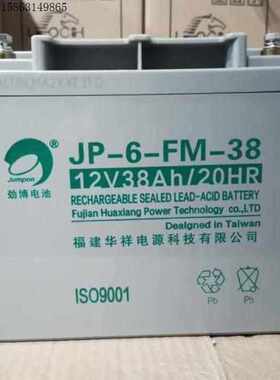 15863149865
JP-6-FM-38
Jumpoo
劲博电池
12V38Ah/20HR
RECHARGEABLE SEALED LEAD-ACID BATTERY
Fujian Huaxiang Power Technology co.,LTD
Dealgned in Taiwan
福建华祥电源科技有限公司
ISO9001
Pb
Pb